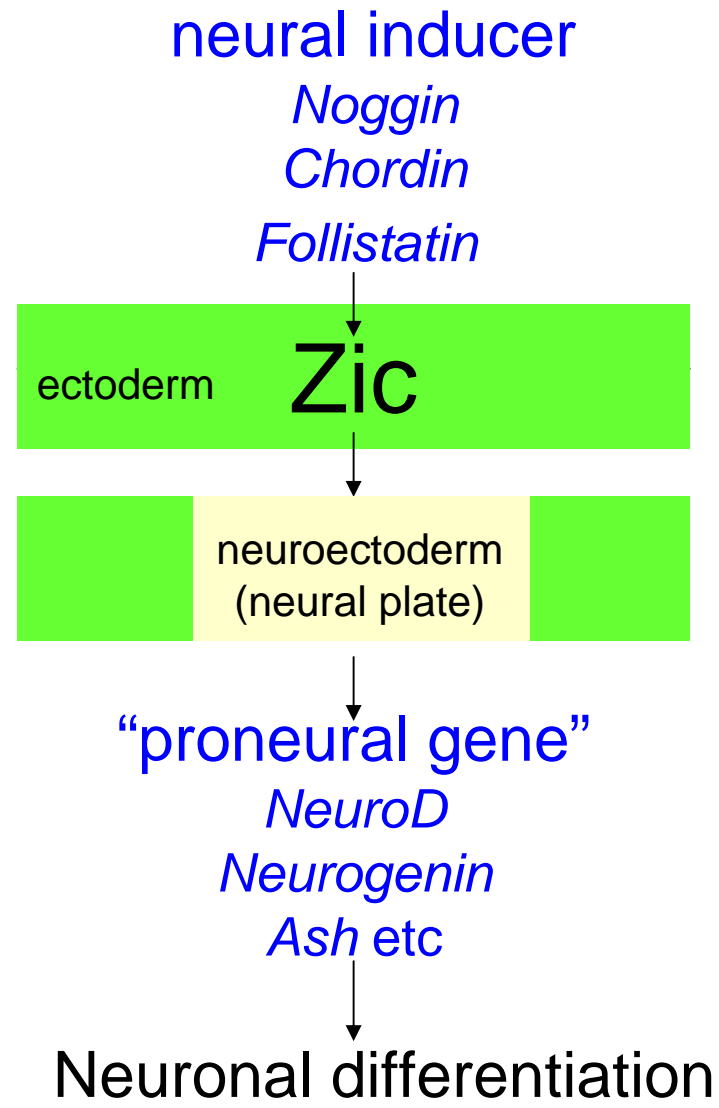 neural inducer
Noggin
Chordin
Follistatin
ectoderm Zic
neuroectoderm
(neural plate)
“proneural gene”
NeuroD
Neurogenin
Ash etc
Neuronal differentiation